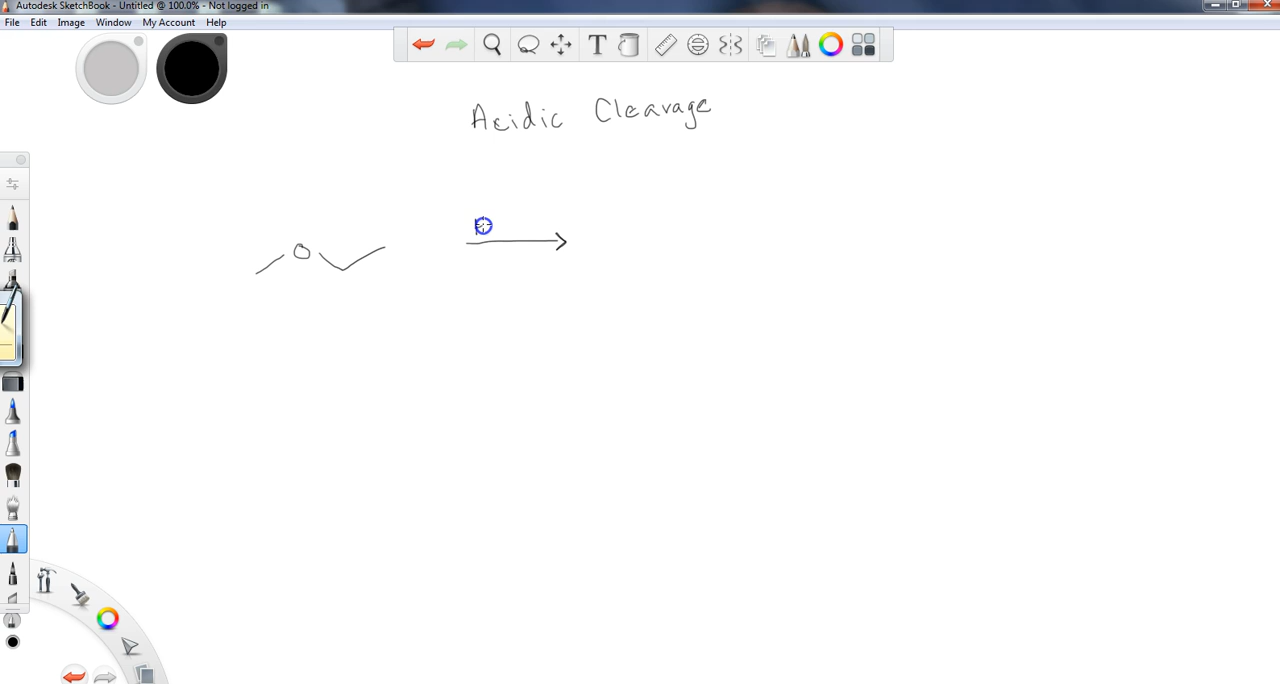 Autodesk SketchBook - Untitled @ 100.0% - Not logged in
File Edit Image Window My Account Help
T
Acidic Cleavage
O